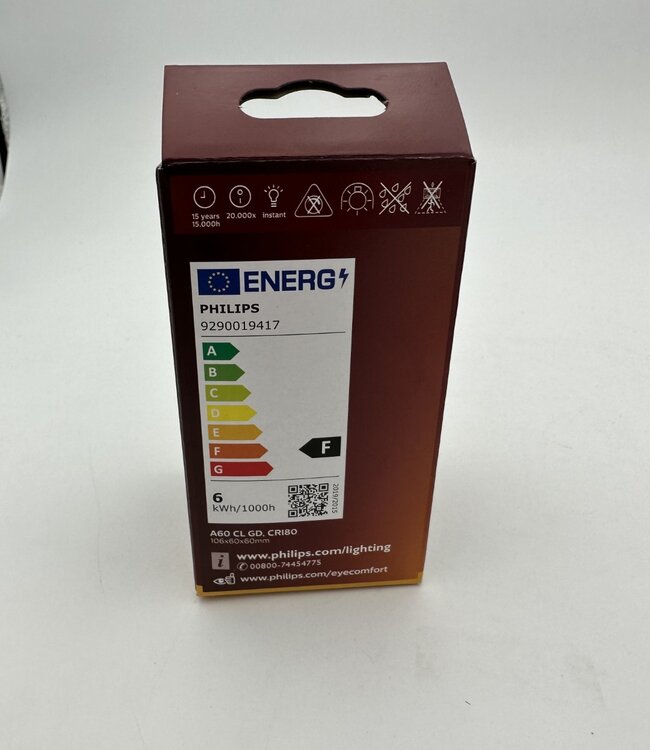 15 years
15.000h
20.000x
instant
ENERG
PHILIPS
9290019417
A
B
C
D
E
F
G
F
6
kWh/1000h
2019/2015
A60 CL GD, CRI80
106x60x60mm
i
www.philips.com/lighting
00800-74454775
www.philips.com/eyecomfort